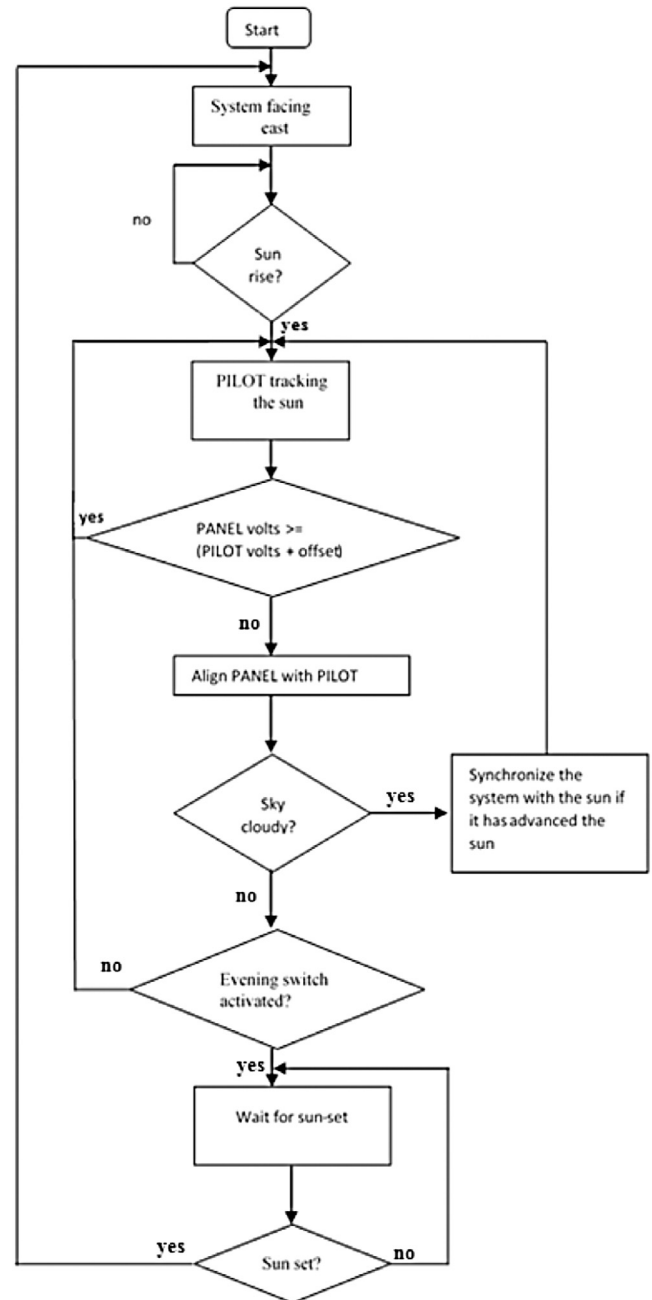 Start
System facing
east
no
Sun
rise?
yes
PILOT tracking
the sun
yes
PANEL volts >=
(PILOT volts + offset)
no
Align PANEL with PILOT
Sky
cloudy?
yes
Synchronize the
system with the sun if
it has advanced the
sun
no
no
Evening switch
activated?
yes
Wait for sun-set
yes
Sun set?
no